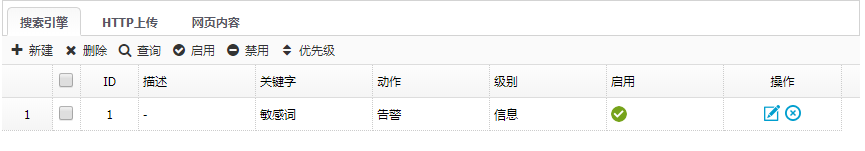 搜索引擎 HTTP上传 网页内容
新建 删除 查询 启用 禁用 优先级
ID 描述 关键字 动作 级别 启用 操作
1 1 - 敏感词 告警 信息